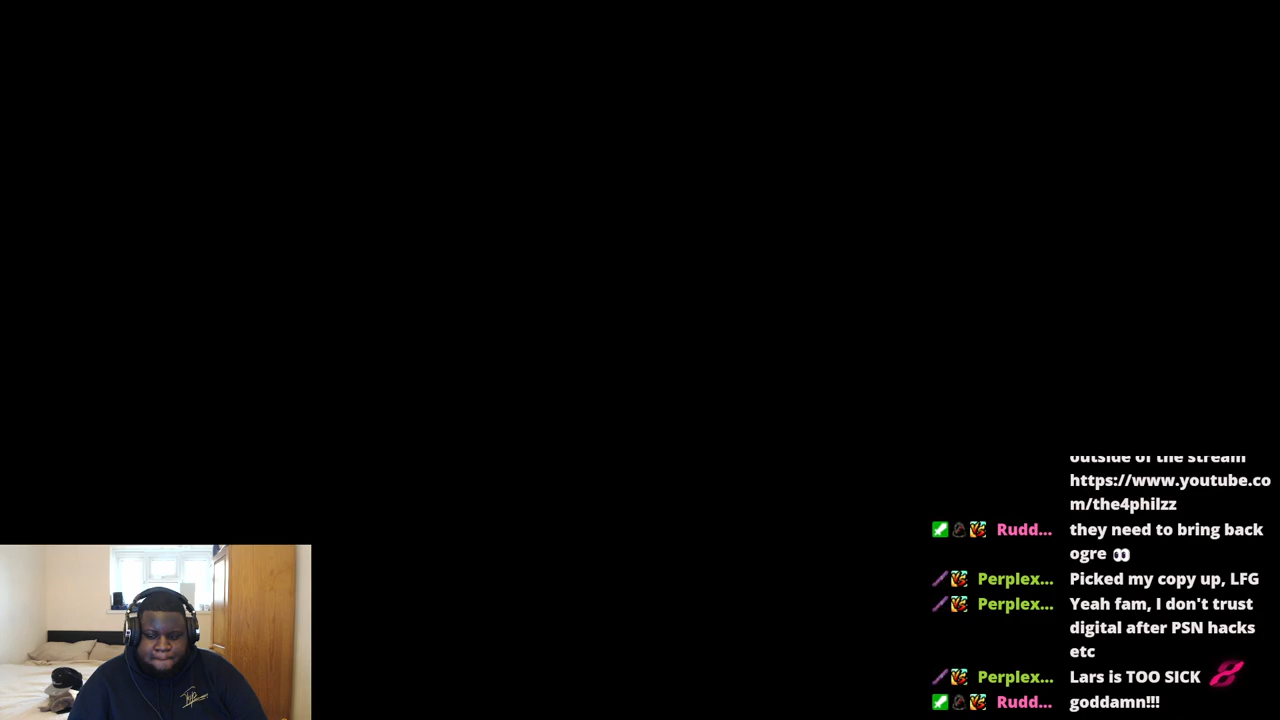 outside of the stream
https://www.youtube.co
m/the4philzz
Rudd... they need to bring back
ogre 👀
Perplex... Picked my copy up, LFG
Perplex... Yeah fam, I don't trust
digital after PSN hacks
etc
Perplex... Lars is TOO SICK
Rudd... goddamn!!!